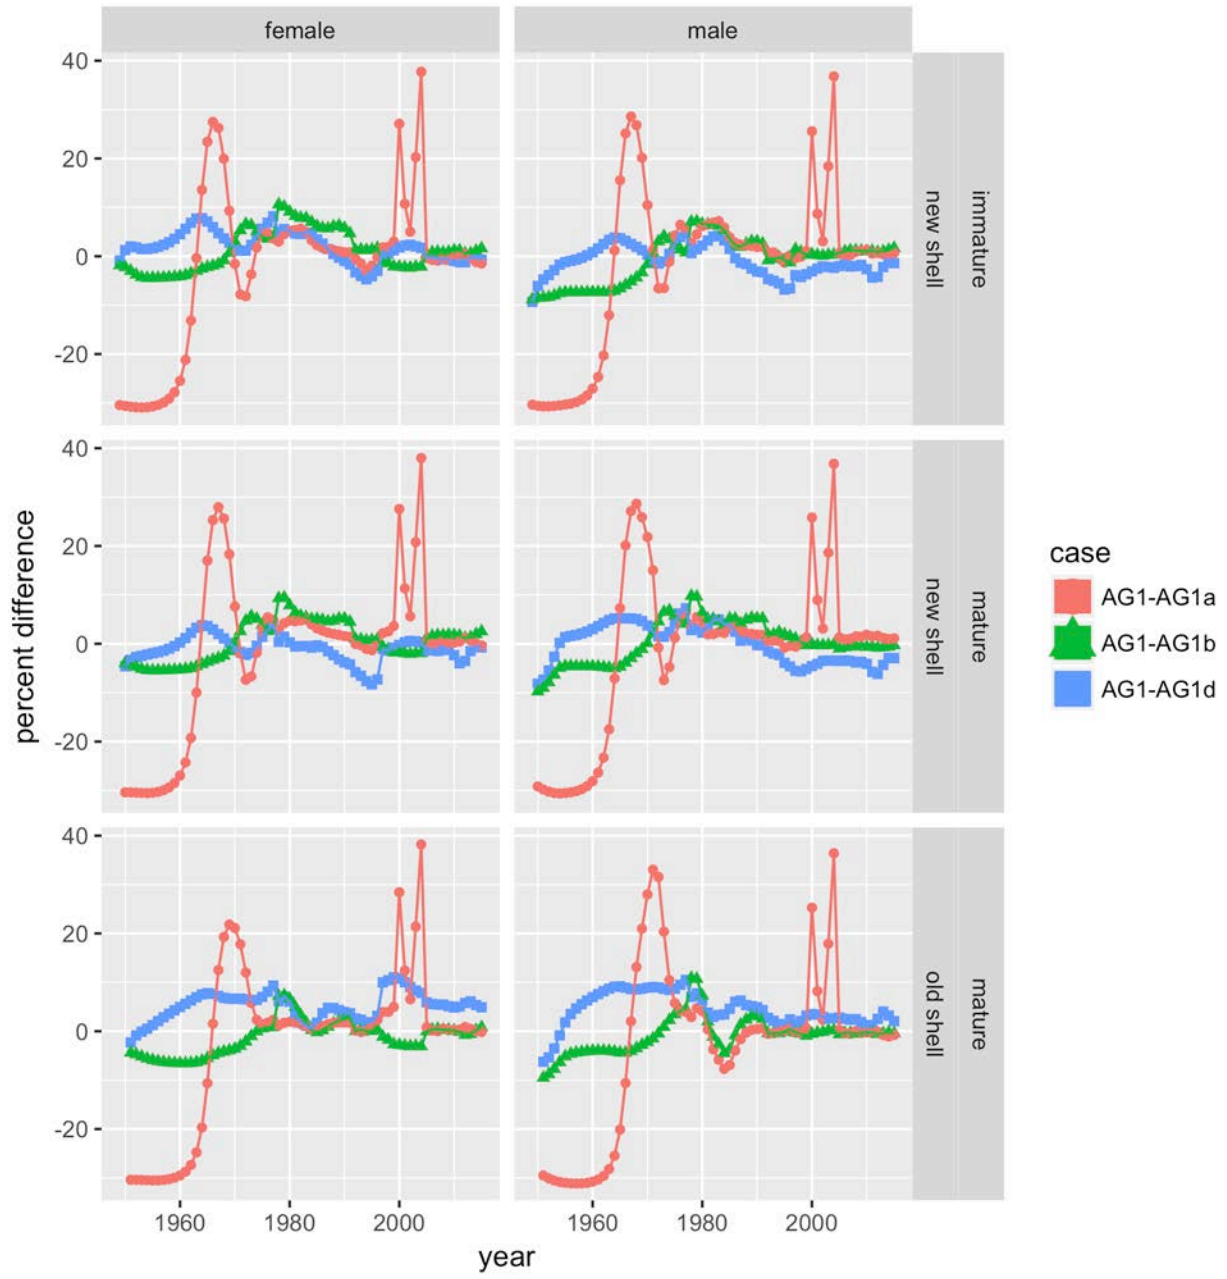 female
male
40
20
0
-20
immature
new shell
40
20
0
-20
mature
new shell
40
20
0
-20
mature
old shell
percent difference
1960
1980
2000
1960
1980
2000
year
case
AG1-AG1a
AG1-AG1b
AG1-AG1d